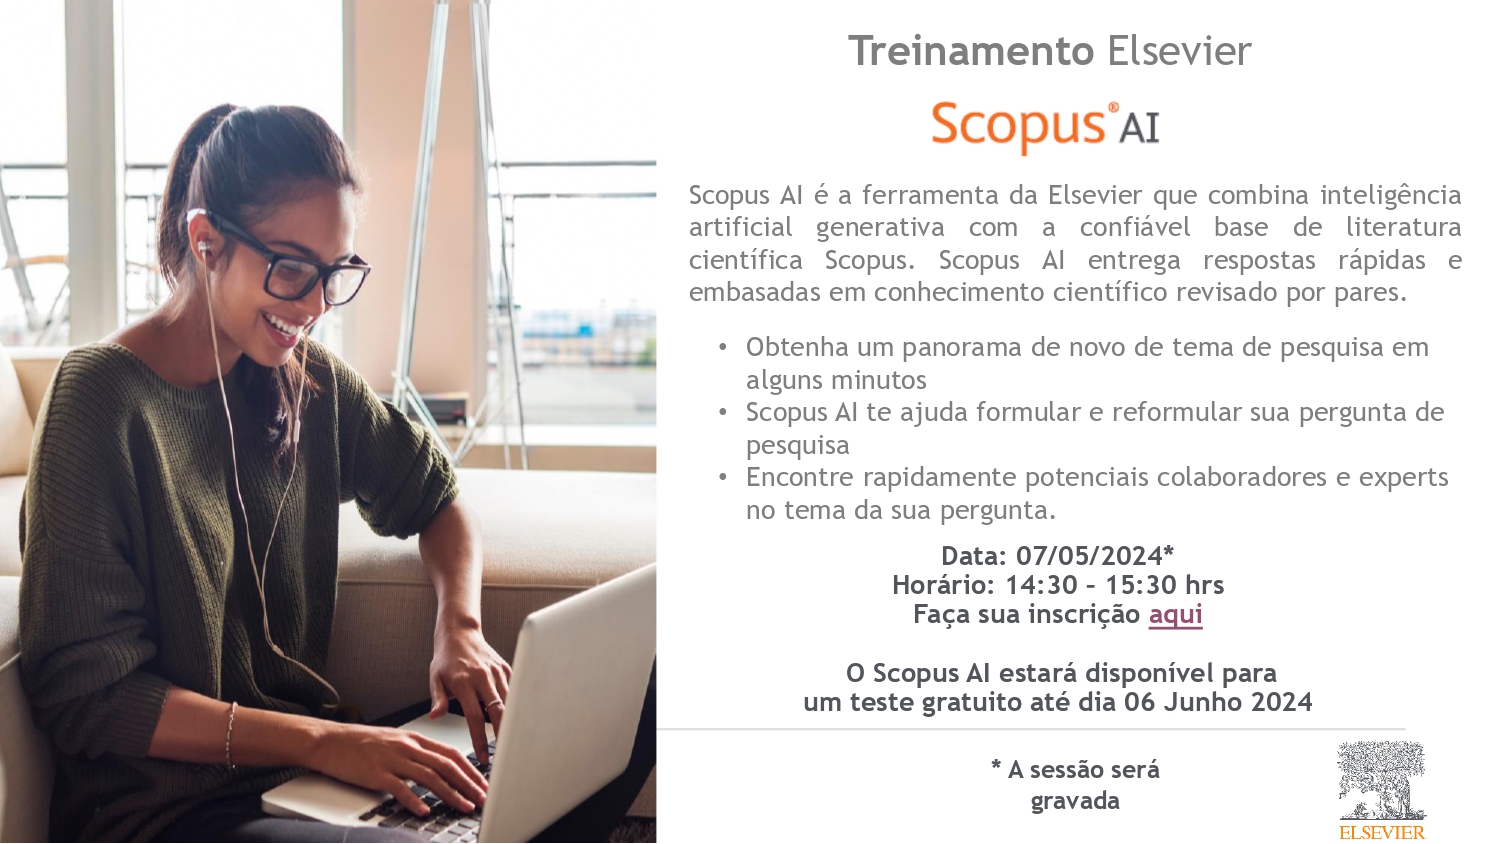 Treinamento Elsevier
Scopus® AI
Scopus AI é a ferramenta da Elsevier que combina inteligência
artificial generativa com a confiável base de literatura
científica Scopus. Scopus AI entrega respostas rápidas e
embasadas em conhecimento científico revisado por pares.
• Obtenha um panorama de novo de tema de pesquisa em
alguns minutos
• Scopus AI te ajuda formular e reformular sua pergunta de
pesquisa
• Encontre rapidamente potenciais colaboradores e experts
no tema da sua pergunta.
Data: 07/05/2024*
Horário: 14:30 – 15:30 hrs
Faça sua inscrição aqui
O Scopus AI estará disponível para
um teste gratuito até dia 06 Junho 2024
* A sessão será
gravada
ELSEVIER